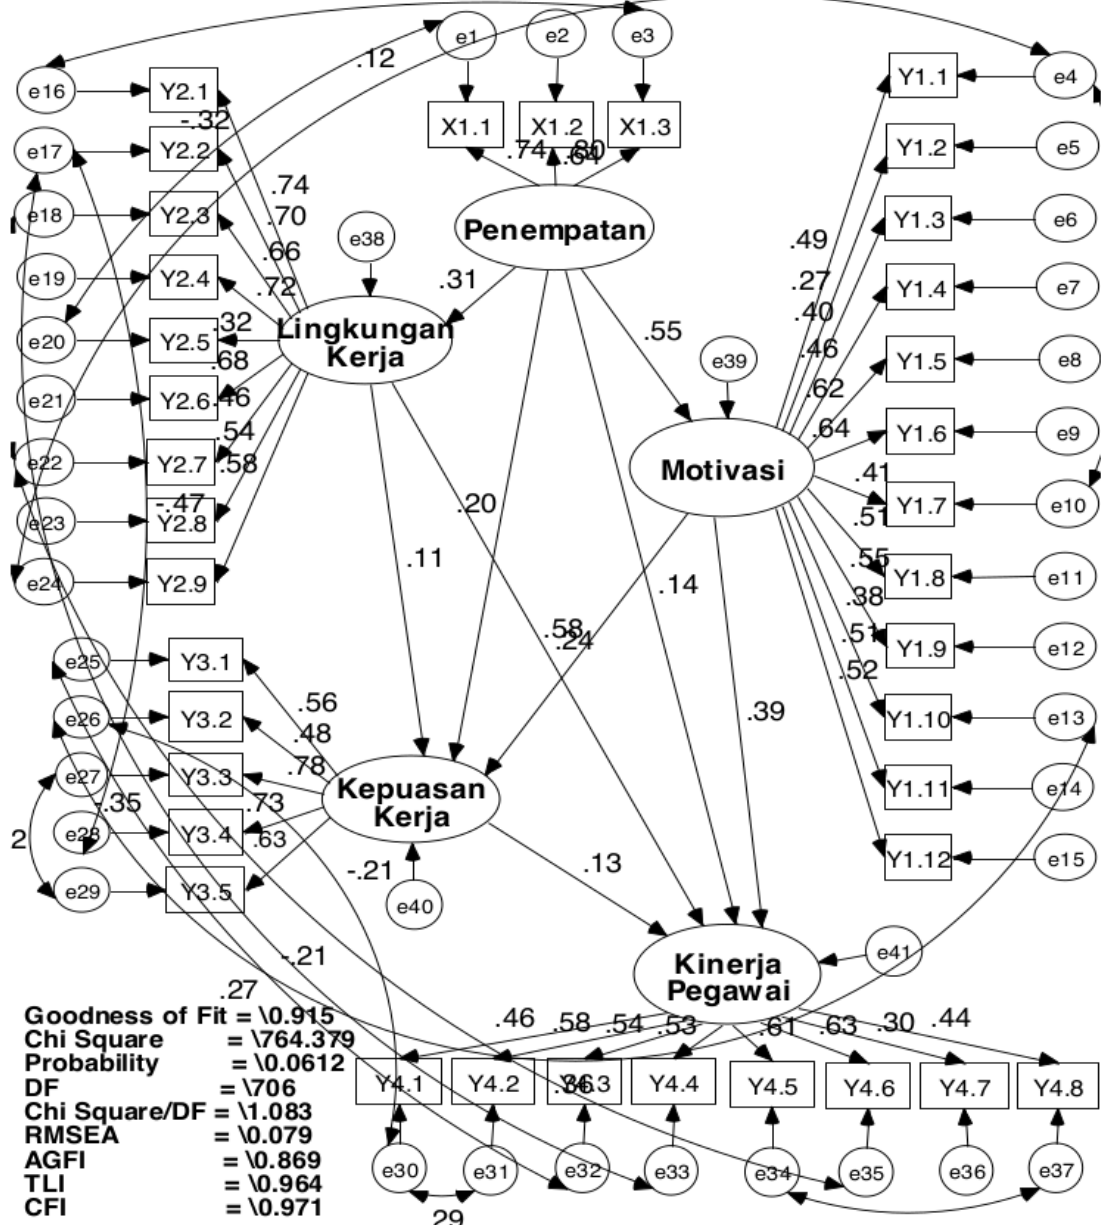 e1
e2
e3
.12
e16
Y2.1
Y1.1
e4
X1.1
X1.2
X1.3
-.32
e17
Y2.2
.74
.80
Y1.2
e5
.74
e18
Y2.3
.70
Penempatan
Y1.3
e6
e38
.49
.66
e19
Y2.4
.72
.31
.27
Y1.4
e7
.40
.32
Lingkungan
Kerja
.55
e20
Y2.5
.46
e39
Y1.5
e8
.68
.62
e21
Y2.6
.46
.64
Y1.6
e9
.54
e22
Y2.7
.58
Motivasi
.41
-.47
.20
Y1.7
e10
.51
e23
Y2.8
.11
.55
e24
Y2.9
.14
Y1.8
e11
.38
.58
.24
.51
Y1.9
e12
e25
Y3.1
.52
.56
.39
e26
Y3.2
.48
Y1.10
e13
.78
e27
Y3.3
Kepuasan
Kerja
Y1.11
e14
-.35
.73
2
e28
Y3.4
.63
Y1.12
e15
-.21
.13
e29
Y3.5
e40
-.21
Kinerja
Pegawai
e41
.27
Goodness of Fit = \0.915
Chi Square = \764.379
Probability = \0.0612
DF = \706
Chi Square/DF = \1.083
RMSEA = \0.079
AGFI = \0.869
TLI = \0.964
CFI = \0.971
.46 .58 .54 .53 .61 .63 .30 .44
Y4.1 Y4.2 Y4.3 Y4.4 Y4.5 Y4.6 Y4.7 Y4.8
.36
e30 e31 e32 e33 e34 e35 e36 e37
29